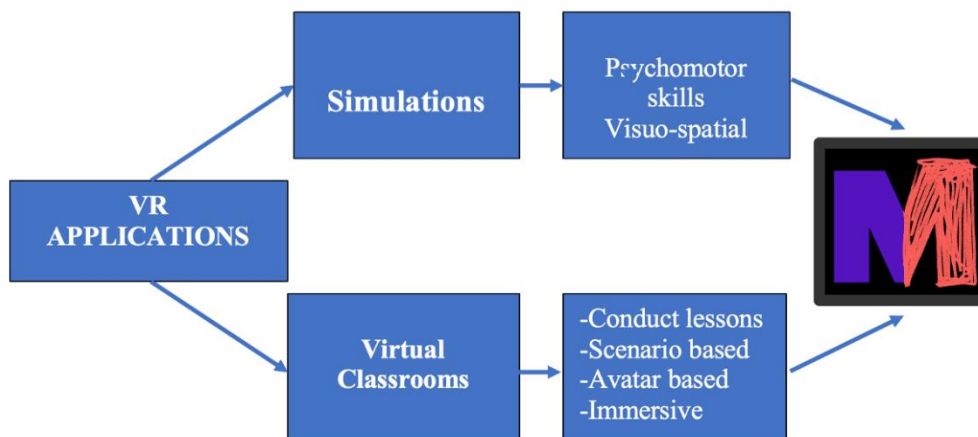 VR
APPLICATIONS
Simulations
Psychomotor
skills
Visuo-spatial
Virtual
Classrooms
-Conduct lessons
-Scenario based
-Avatar based
-Immersive
M